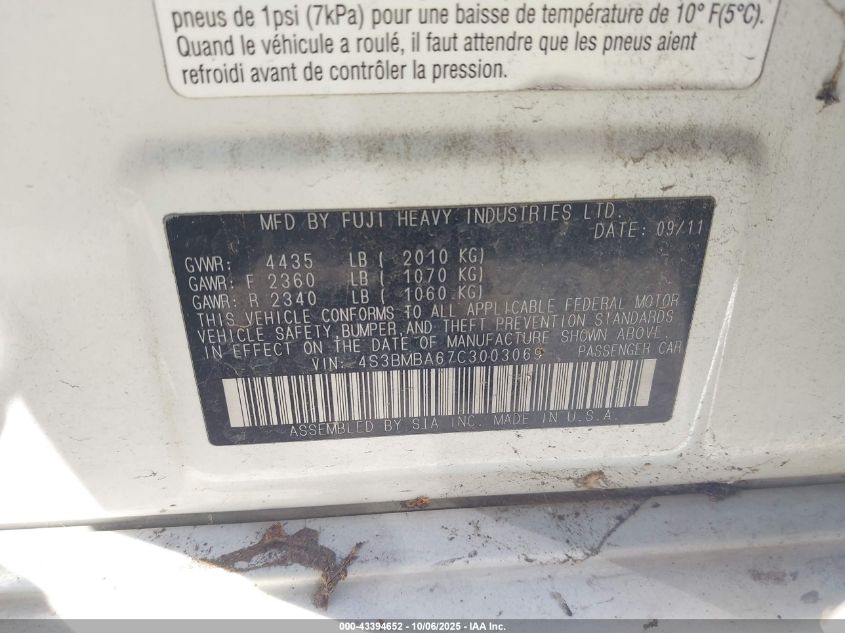 pneus de 1psi (7kPa) pour une baisse de température de 10° F(5°C).
Quand le véhicule a roulé, il faut attendre que les pneus aient
refroidi avant de contrôler la pression.
MFD BY FUJI HEAVY INDUSTRIES LTD.
DATE: 09/11
GVWR: 4435 LB ( 2010 KG)
GAWR: F 2360 LB ( 1070 KG)
GAWR: R 2340 LB ( 1060 KG)
THIS VEHICLE CONFORMS TO ALL APPLICABLE FEDERAL MOTOR
VEHICLE SAFETY, BUMPER, AND THEFT PREVENTION STANDARDS
IN EFFECT ON THE DATE OF MANUFACTURE SHOWN ABOVE.
VIN: 4S3BMBA67C3003069 PASSENGER CAR
ASSEMBLED BY SIA INC. MADE IN U.S.A.
000-43394652 - 10/06/2025 - IAA Inc.